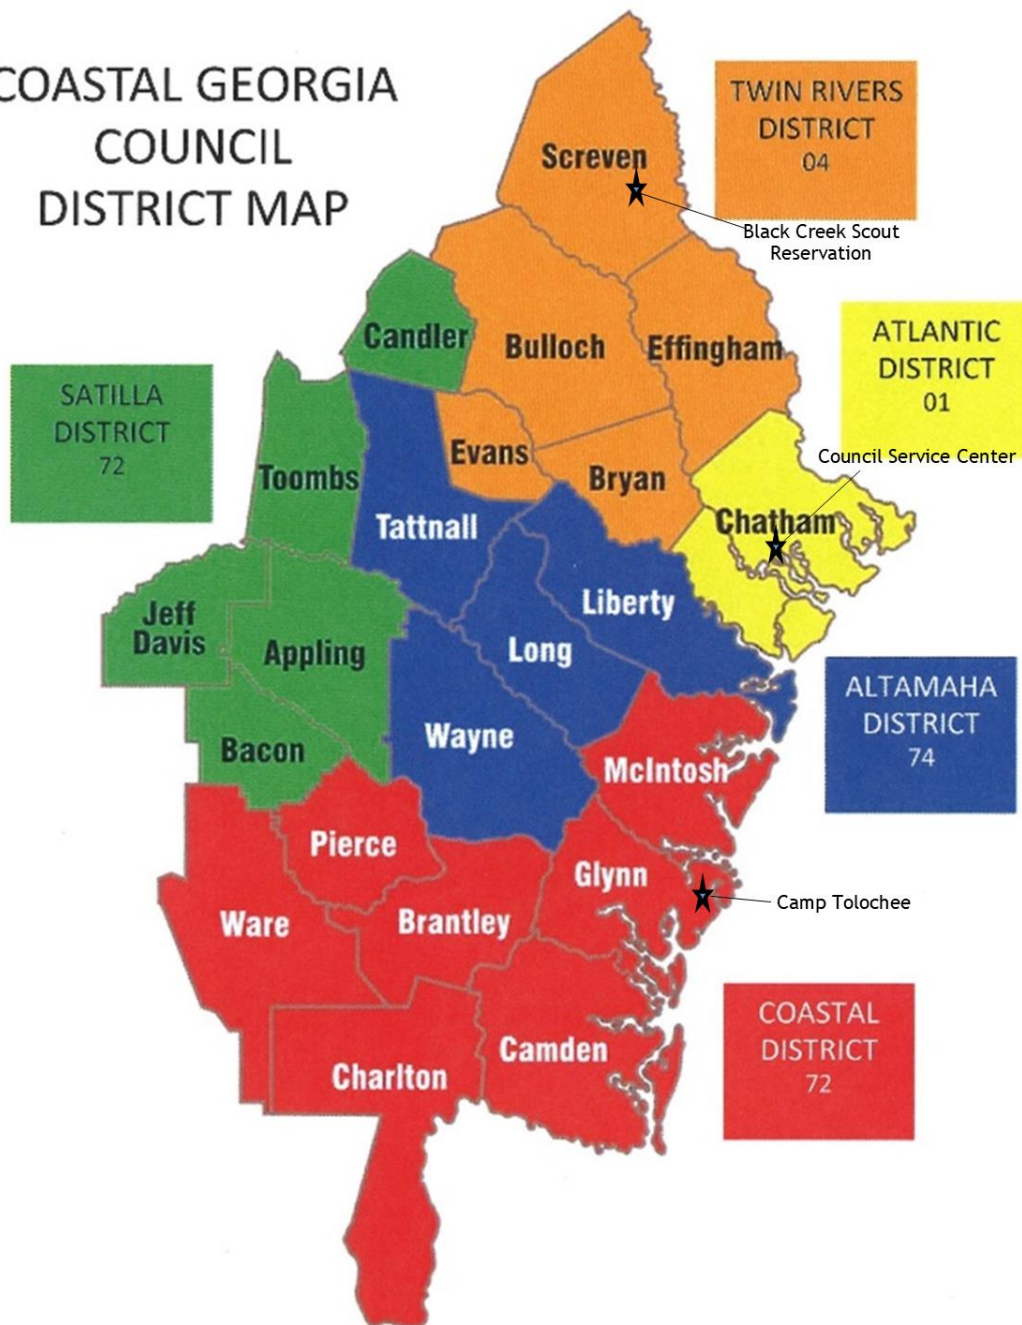 COASTAL GEORGIA
COUNCIL
DISTRICT MAP
TWIN RIVERS
DISTRICT
04
Screven
Black Creek Scout
Reservation
Candler
Bulloch
Effingham
ATLANTIC
DISTRICT
01
SATILLA
DISTRICT
72
Evans
Bryan
Council Service Center
Toombs
Tattnall
Chatham
Liberty
Jeff
Davis
Appling
Long
ALTAMAHA
DISTRICT
74
Bacon
Wayne
McIntosh
Pierce
Glynn
Camp Tolochee
Ware
Brantley
COASTAL
DISTRICT
72
Camden
Charlton